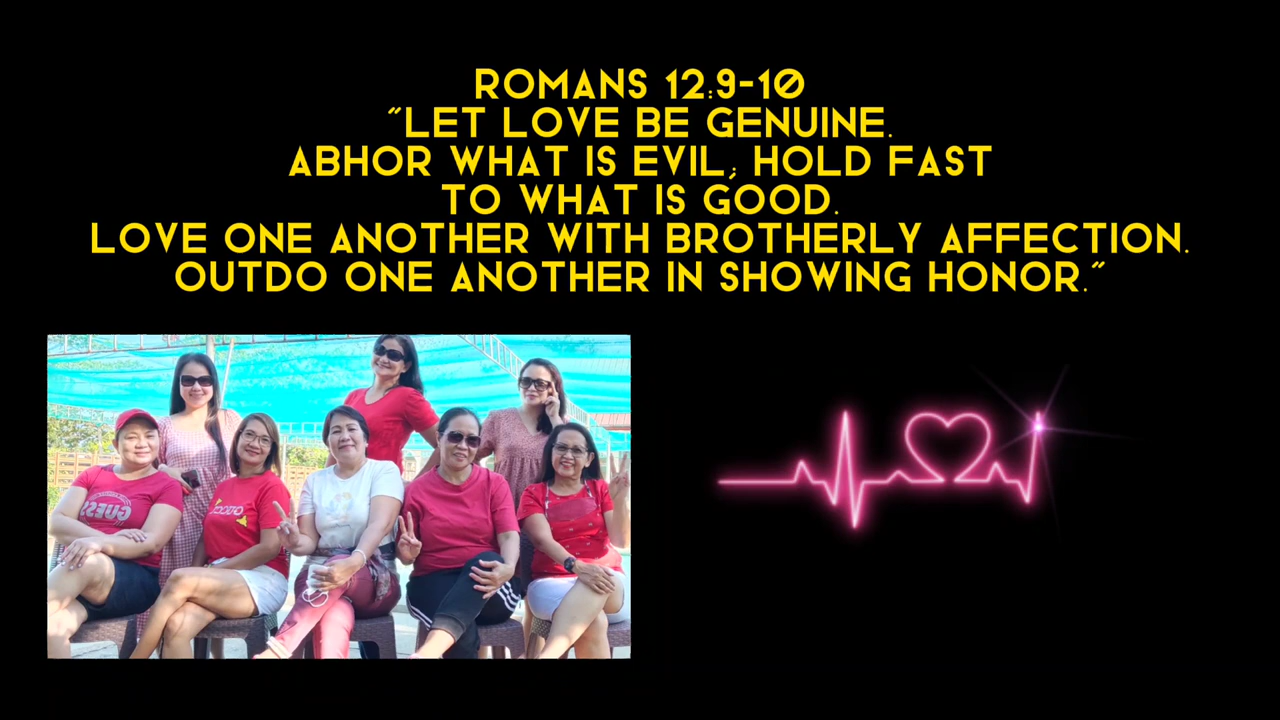 ROMANS 12:9-10
"LET LOVE BE GENUINE.
ABHOR WHAT IS EVIL; HOLD FAST
TO WHAT IS GOOD.
LOVE ONE ANOTHER WITH BROTHERLY AFFECTION.
OUTDO ONE ANOTHER IN SHOWING HONOR."
GUESS